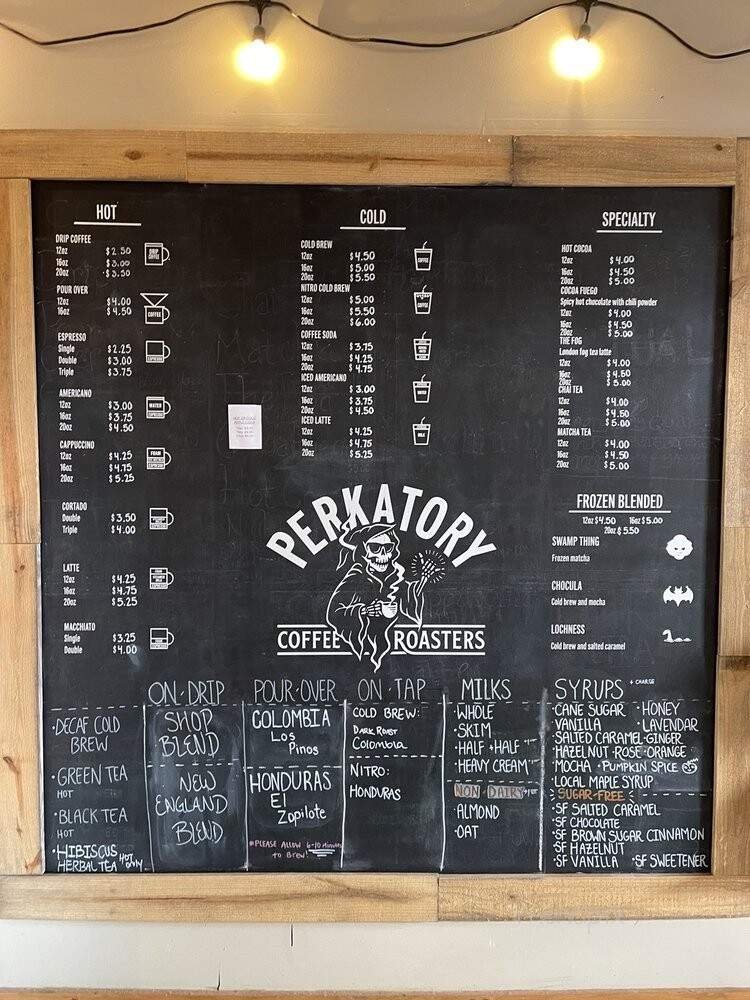 HOT
DRIP COFFEE
12oz $2.50
16oz $3.00
20oz $3.50
DRIP COFFEE
POUR OVER
12oz $4.00
16oz $4.50
COFFEE
ESPRESSO
Single $2.25
Double $3.00
Triple $3.75
ESPRESSO
AMERICANO
12oz $3.00
16oz $3.75
20oz $4.50
WATER
ESPRESSO
CAPPUCCINO
12oz $4.25
16oz $4.75
20oz $5.25
FOAM
ESPRESSO
CORTADO
Double $3.50
Triple $4.00
LATTE
12oz $4.25
16oz $4.75
20oz $5.25
MACCHIATO
Single $3.25
Double $4.00
COLD
COLD BREW
12oz $4.50
16oz $5.00
20oz $5.50
COFFEE
NITRO COLD BREW
12oz $5.00
16oz $5.50
20oz $6.00
COFFEE
COFFEE SODA
12oz $3.75
16oz $4.25
20oz $4.75
ICED AMERICANO
12oz $3.00
16oz $3.75
20oz $4.50
WATER
ICED LATTE
12oz $4.25
16oz $4.75
20oz $5.25
MILK
SPECIALTY
HOT COCOA
12oz $4.00
16oz $4.50
20oz $5.00
COCOA FUEGO
Spicy hot chocolate with chili powder
12oz $4.00
16oz $4.50
20oz $5.00
THE FOG
London fog tea latte
12oz $4.00
16oz $4.50
20oz $5.00
CHAI TEA
12oz $4.00
16oz $4.50
20oz $5.00
MATCHA TEA
12oz $4.00
16oz $4.50
20oz $5.00
FROZEN BLENDED
12oz $4.50 16oz $5.00
20oz $5.50
SWAMP THING
Frozen matcha
CHOCULA
Cold brew and mocha
LOCHNESS
Cold brew and salted caramel
PERKATORY
COFFEE ROASTERS
·DECAF COLD
BREW
·GREEN TEA
HOT
·BLACK TEA
HOT
·HIBISCUS
HERBAL TEA HOT ONLY
ON·DRIP
SHOP
BLEND
NEW
ENGLAND
BLEND
POUR·OVER
COLOMBIA
Los
Pinos
HONDURAS
El
Zapilote
*PLEASE ALLOW 6-10 Minutes
to Brew!
ON·TAP
COLD BREW:
DARK ROAST
Colombia
NITRO:
HONDURAS
MILKS
·WHOLE
·SKIM
·HALF+HALF
·HEAVY CREAM
NON·DAIRY
·ALMOND
·OAT
SYRUPS + CHARGE
·CANE SUGAR ·HONEY
·VANILLA ·LAVENDAR
·SALTED CARAMEL·GINGER
·HAZELNUT·ROSE·ORANGE
·MOCHA ·PUMPKIN SPICE
·LOCAL MAPLE SYRUP
SUGAR-FREE
·SF SALTED CARAMEL
·SF CHOCOLATE
·SF BROWN SUGAR CINNAMON
·SF HAZELNUT
·SF VANILLA ·SF SWEETENER